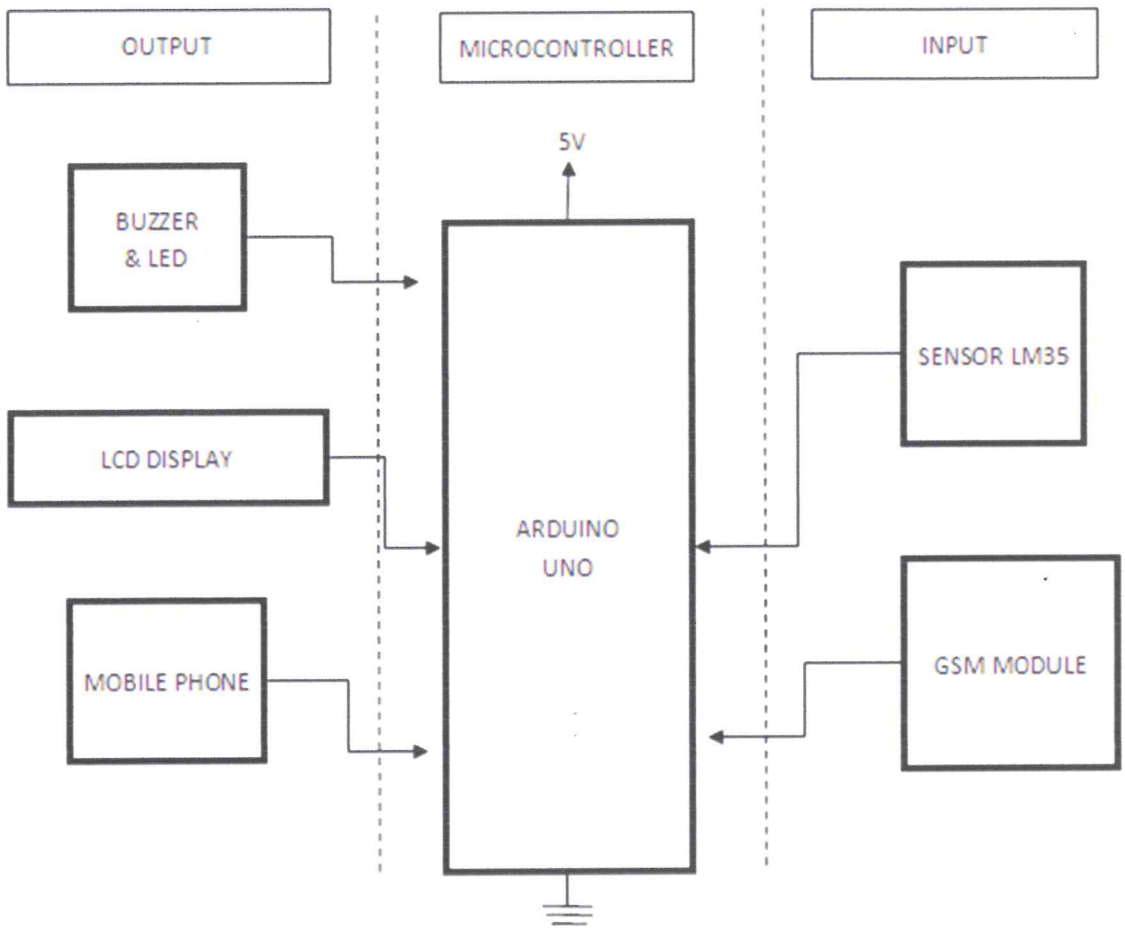 OUTPUT
MICROCONTROLLER
INPUT
5V
BUZZER
& LED
SENSOR LM35
LCD DISPLAY
ARDUINO
UNO
MOBILE PHONE
GSM MODULE